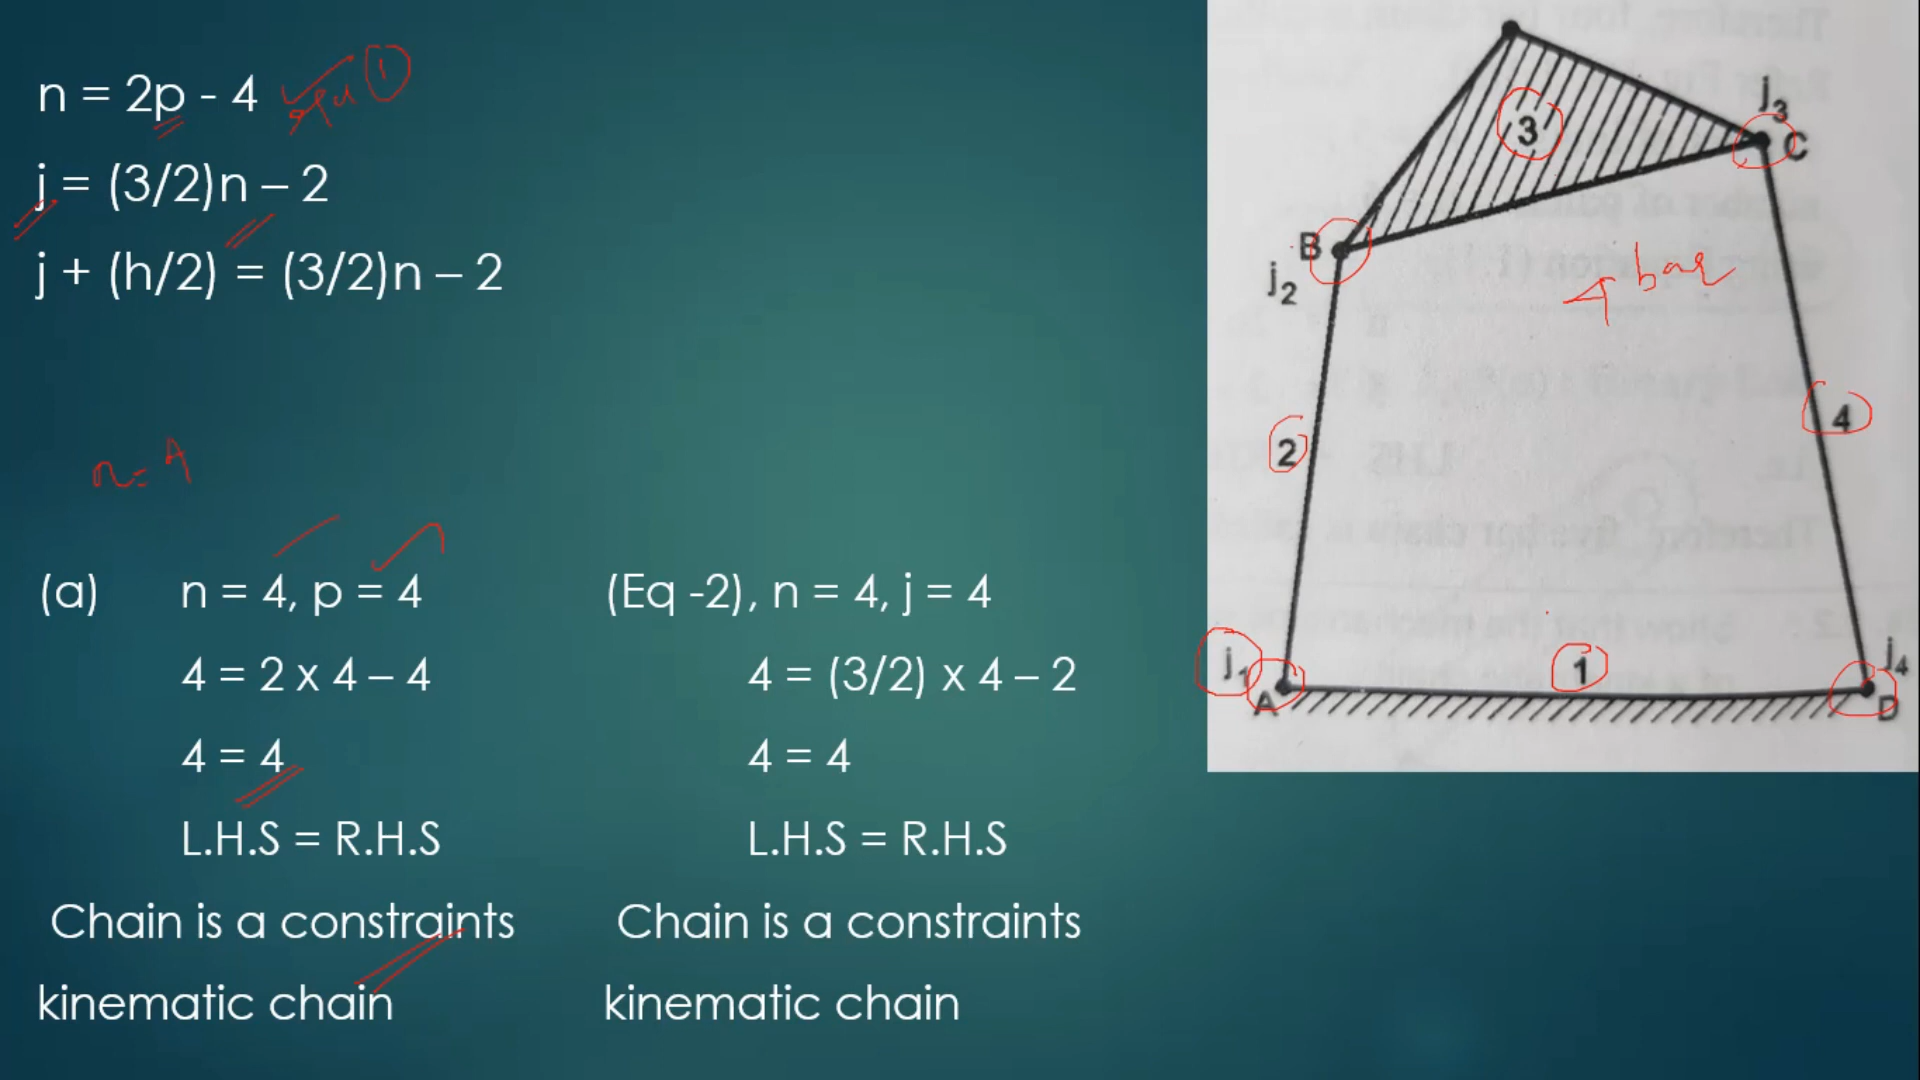 n = 2p - 4
1
j = (3/2)n – 2
j + (h/2) = (3/2)n – 2
n = 4
(a) n = 4, p = 4
4 = 2 x 4 – 4
4 = 4
L.H.S = R.H.S
Chain is a constraints
kinematic chain
(Eq -2), n = 4, j = 4
4 = (3/2) x 4 – 2
4 = 4
L.H.S = R.H.S
Chain is a constraints
kinematic chain
j3
3
C
B
j2
4 bar
2
4
j1
1
j4
A
D